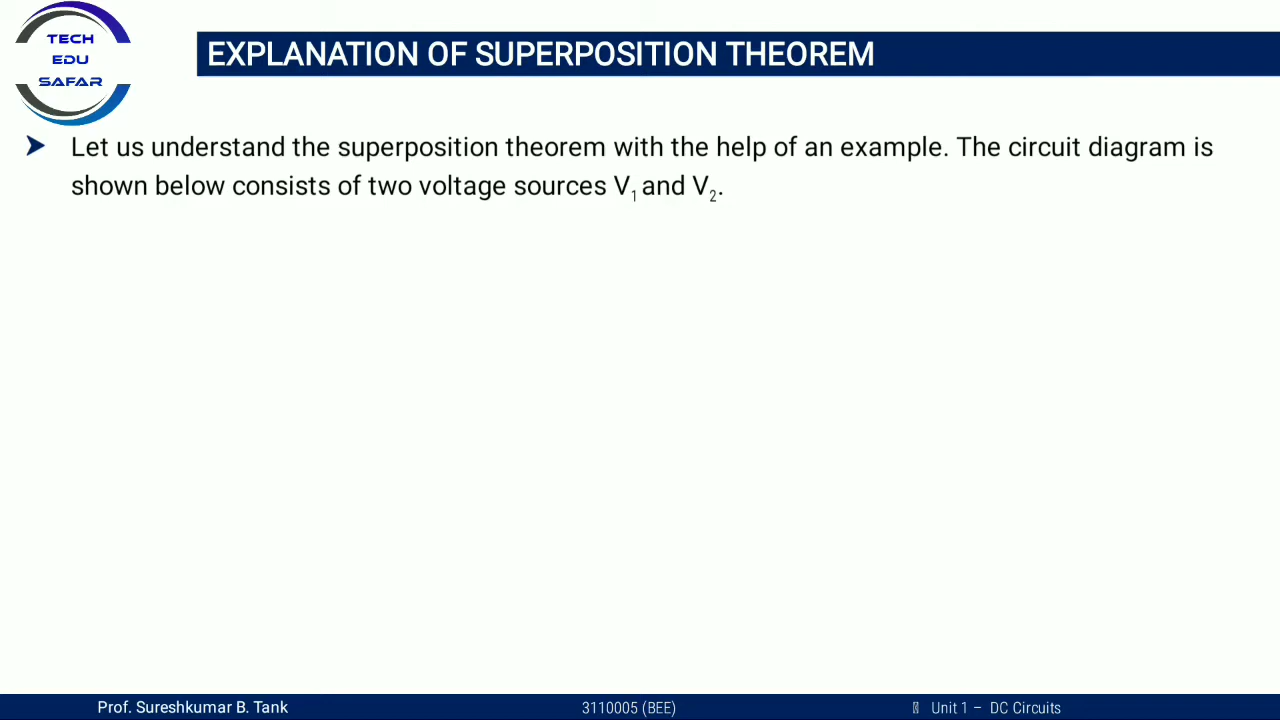 TECH
EDU
SAFAR
EXPLANATION OF SUPERPOSITION THEOREM
Let us understand the superposition theorem with the help of an example. The circuit diagram is
shown below consists of two voltage sources V₁ and V₂.
Prof. Sureshkumar B. Tank 3110005 (BEE) Unit 1 – DC Circuits